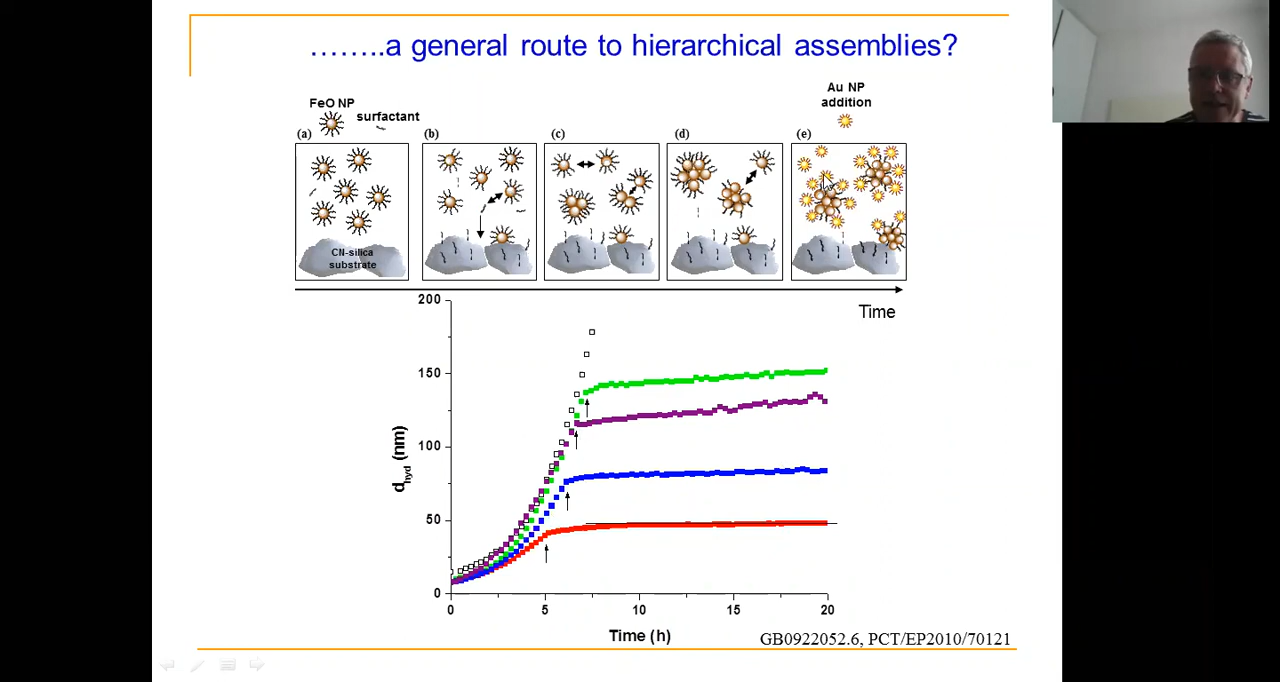 ........a general route to hierarchical assemblies?
FeO NP
surfactant
Au NP
addition
(a)
(b)
(c)
(d)
(e)
CN-silica
substrate
Time
200
150
100
50
0
d hyd (nm)
0
5
10
15
20
Time (h)
GB0922052.6, PCT/EP2010/70121